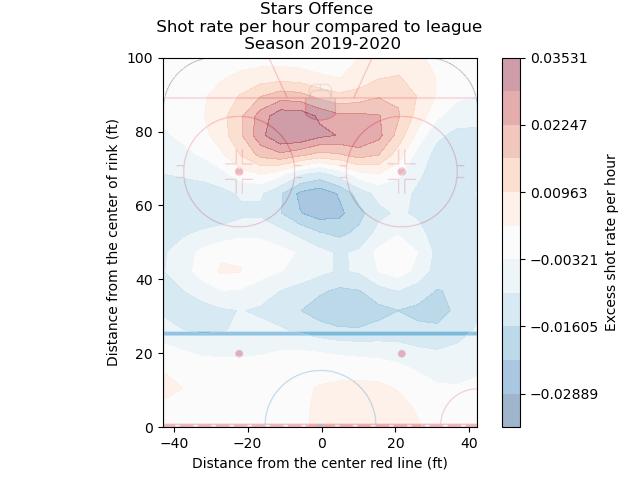 Stars Offence
Shot rate per hour compared to league
Season 2019-2020
100
80
60
40
20
0
−40
−20
0
20
40
Distance from the center of rink (ft)
Distance from the center red line (ft)
0.03531
0.02247
0.00963
−0.00321
−0.01605
−0.02889
Excess shot rate per hour